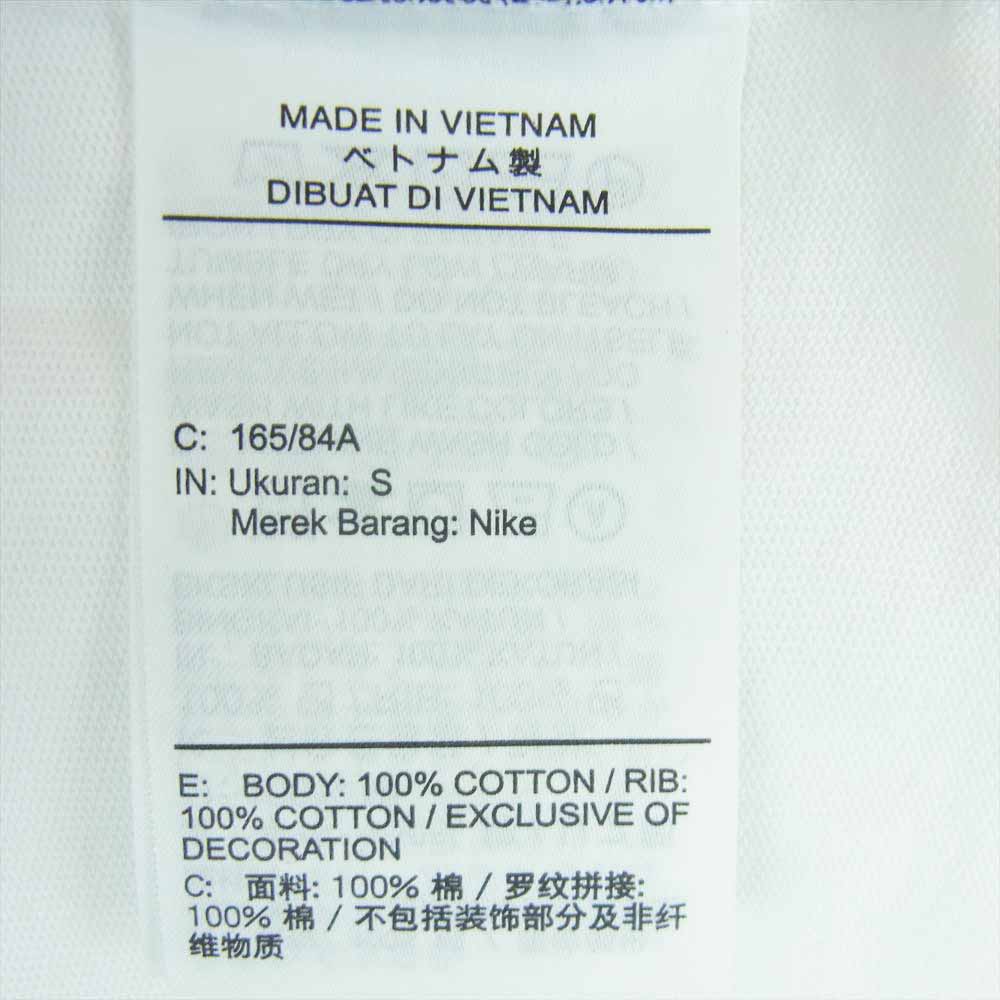 MADE IN VIETNAM
ベトナム製
DIBUAT DI VIETNAM
C: 165/84A
IN: Ukuran: S
Merek Barang: Nike
E: BODY: 100% COTTON / RIB:
100% COTTON / EXCLUSIVE OF
DECORATION
C: 面料: 100% 棉 / 罗纹拼接:
100% 棉 / 不包括装饰部分及非纤
维物质